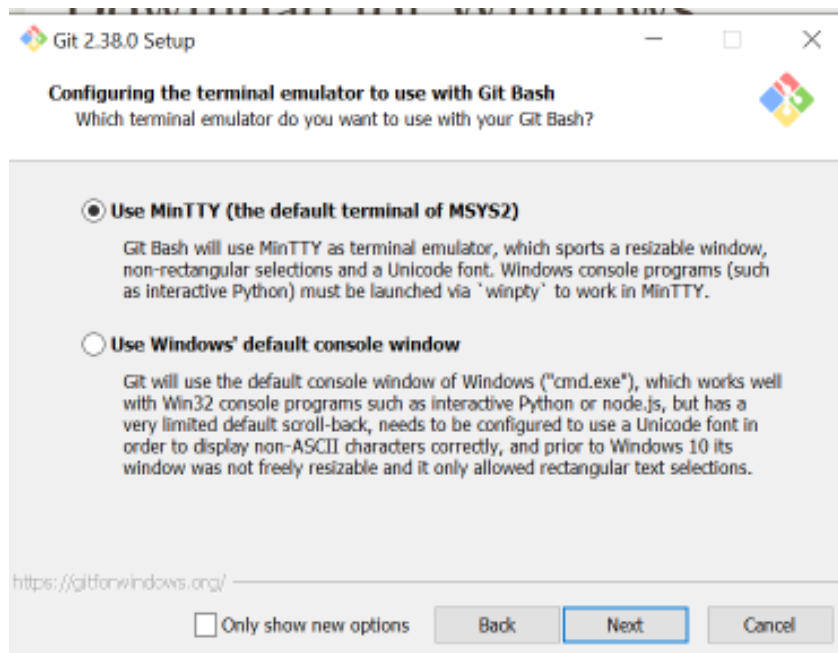 Download for Windows
Git 2.38.0 Setup
Configuring the terminal emulator to use with Git Bash
Which terminal emulator do you want to use with your Git Bash?
Use MinTTY (the default terminal of MSYS2)
Git Bash will use MinTTY as terminal emulator, which sports a resizable window,
non-rectangular selections and a Unicode font. Windows console programs (such
as interactive Python) must be launched via `winpty` to work in MinTTY.
Use Windows' default console window
Git will use the default console window of Windows ("cmd.exe"), which works well
with Win32 console programs such as interactive Python or node.js, but has a
very limited default scroll-back, needs to be configured to use a Unicode font in
order to display non-ASCII characters correctly, and prior to Windows 10 its
window was not freely resizable and it only allowed rectangular text selections.
https://gitforwindows.org/
Only show new options
Back
Next
Cancel